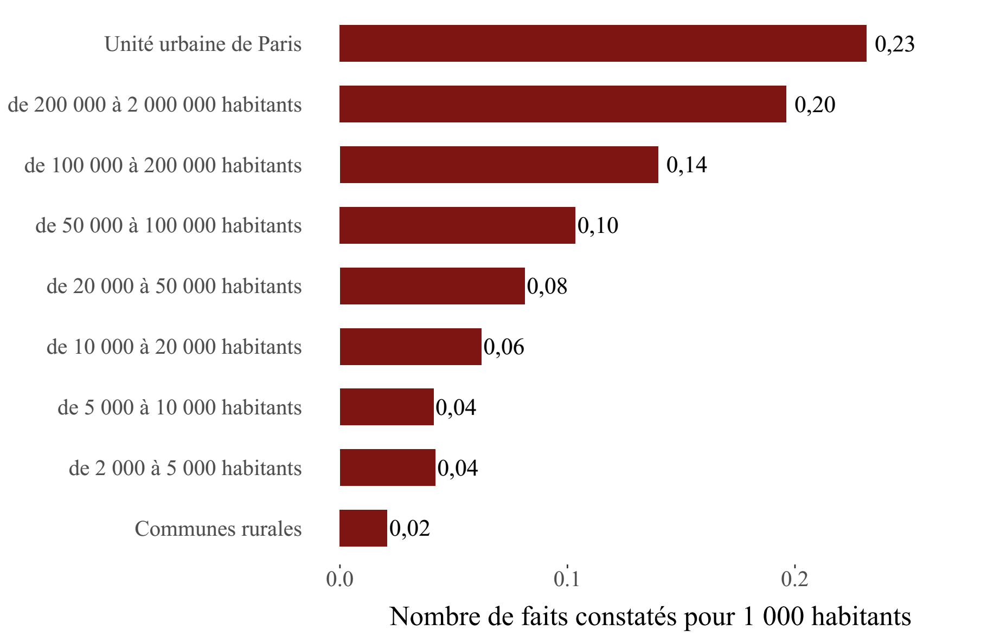 Unité urbaine de Paris 0,23
de 200 000 à 2 000 000 habitants 0,20
de 100 000 à 200 000 habitants 0,14
de 50 000 à 100 000 habitants 0,10
de 20 000 à 50 000 habitants 0,08
de 10 000 à 20 000 habitants 0,06
de 5 000 à 10 000 habitants 0,04
de 2 000 à 5 000 habitants 0,04
Communes rurales 0,02
0.0 0.1 0.2
Nombre de faits constatés pour 1 000 habitants